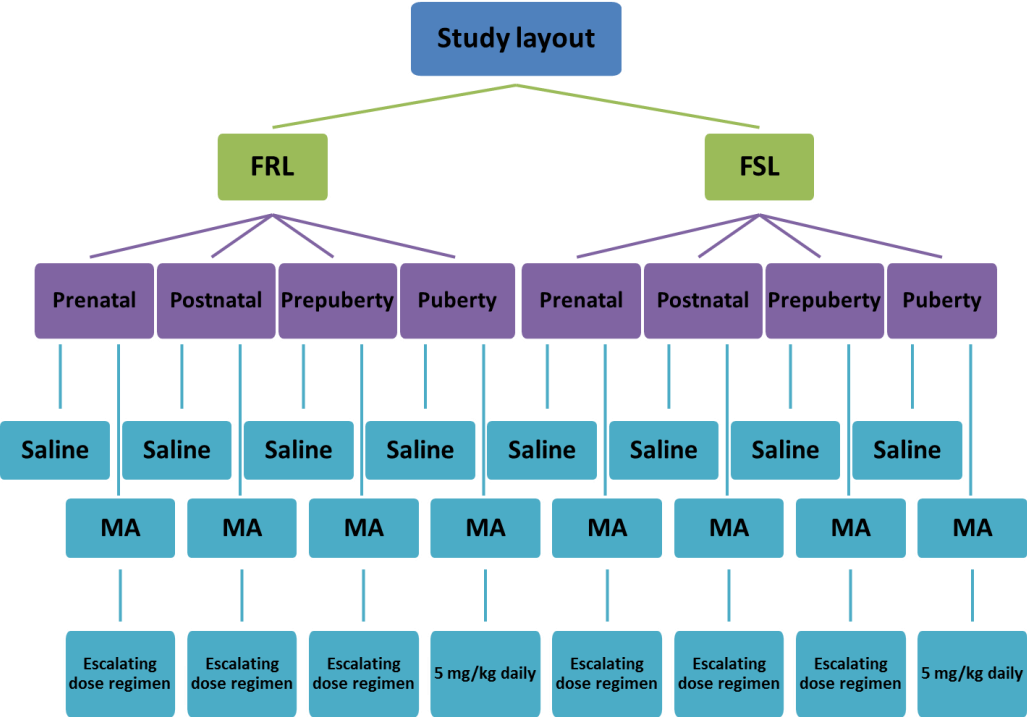 Study layout
FRL
FSL
Prenatal
Postnatal
Prepuberty
Puberty
Prenatal
Postnatal
Prepuberty
Puberty
Saline
Saline
Saline
Saline
Saline
Saline
Saline
Saline
MA
MA
MA
MA
MA
MA
MA
MA
Escalating
dose regimen
Escalating
dose regimen
Escalating
dose regimen
5 mg/kg daily
Escalating
dose regimen
Escalating
dose regimen
Escalating
dose regimen
5 mg/kg daily